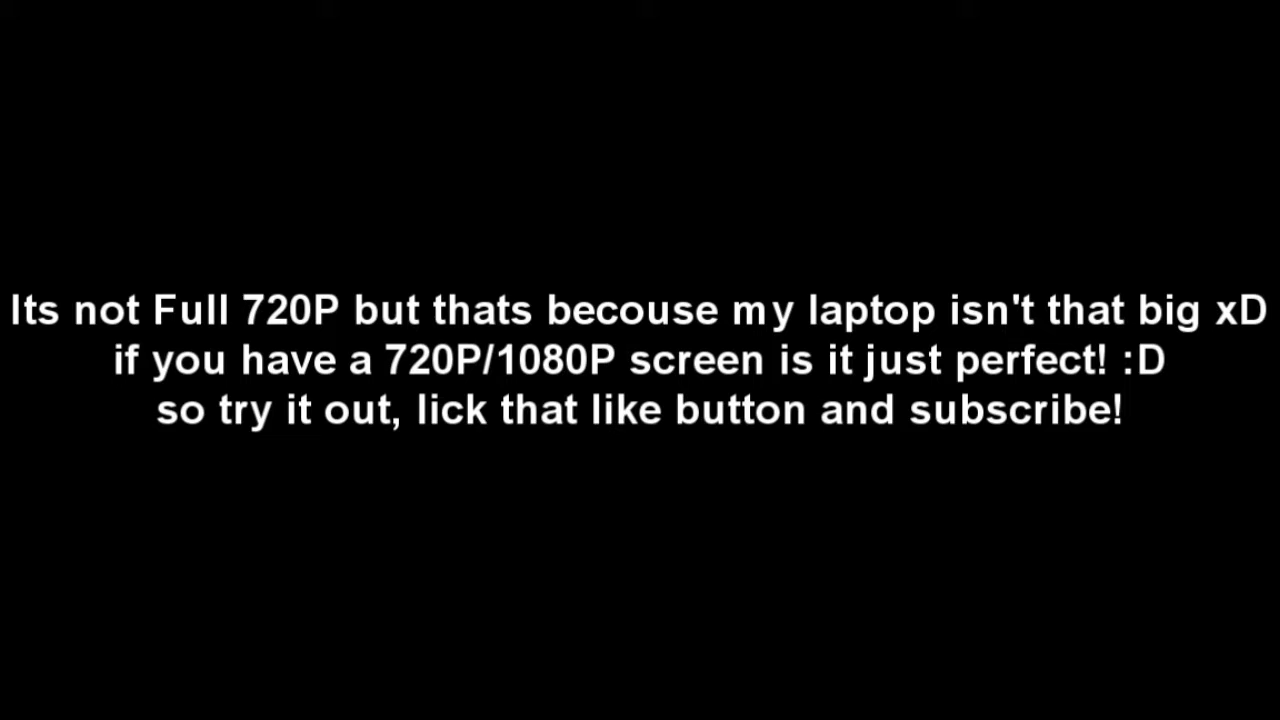 Its not Full 720P but thats becouse my laptop isn't that big xD
if you have a 720P/1080P screen is it just perfect! :D
so try it out, lick that like button and subscribe!